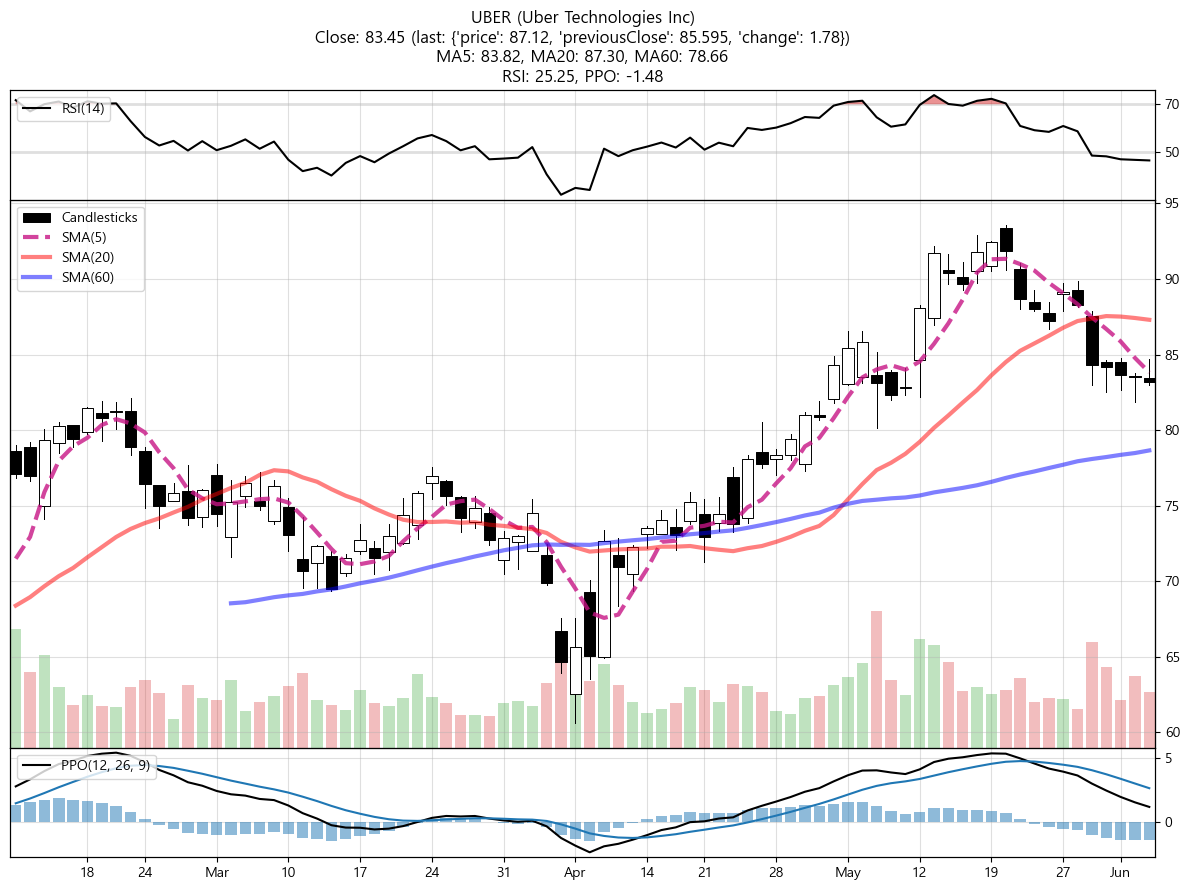 UBER (Uber Technologies Inc)
Close: 83.45 (last: {'price': 87.12, 'previousClose': 85.595, 'change': 1.78})
MA5: 83.82, MA20: 87.30, MA60: 78.66
RSI: 25.25, PPO: -1.48
RSI(14)
70
50
Candlesticks
SMA(5)
SMA(20)
SMA(60)
95
90
85
80
75
70
65
60
PPO(12, 26, 9)
5
0
18 24 Mar 10 17 24 31 Apr 14 21 28 May 12 19 27 Jun